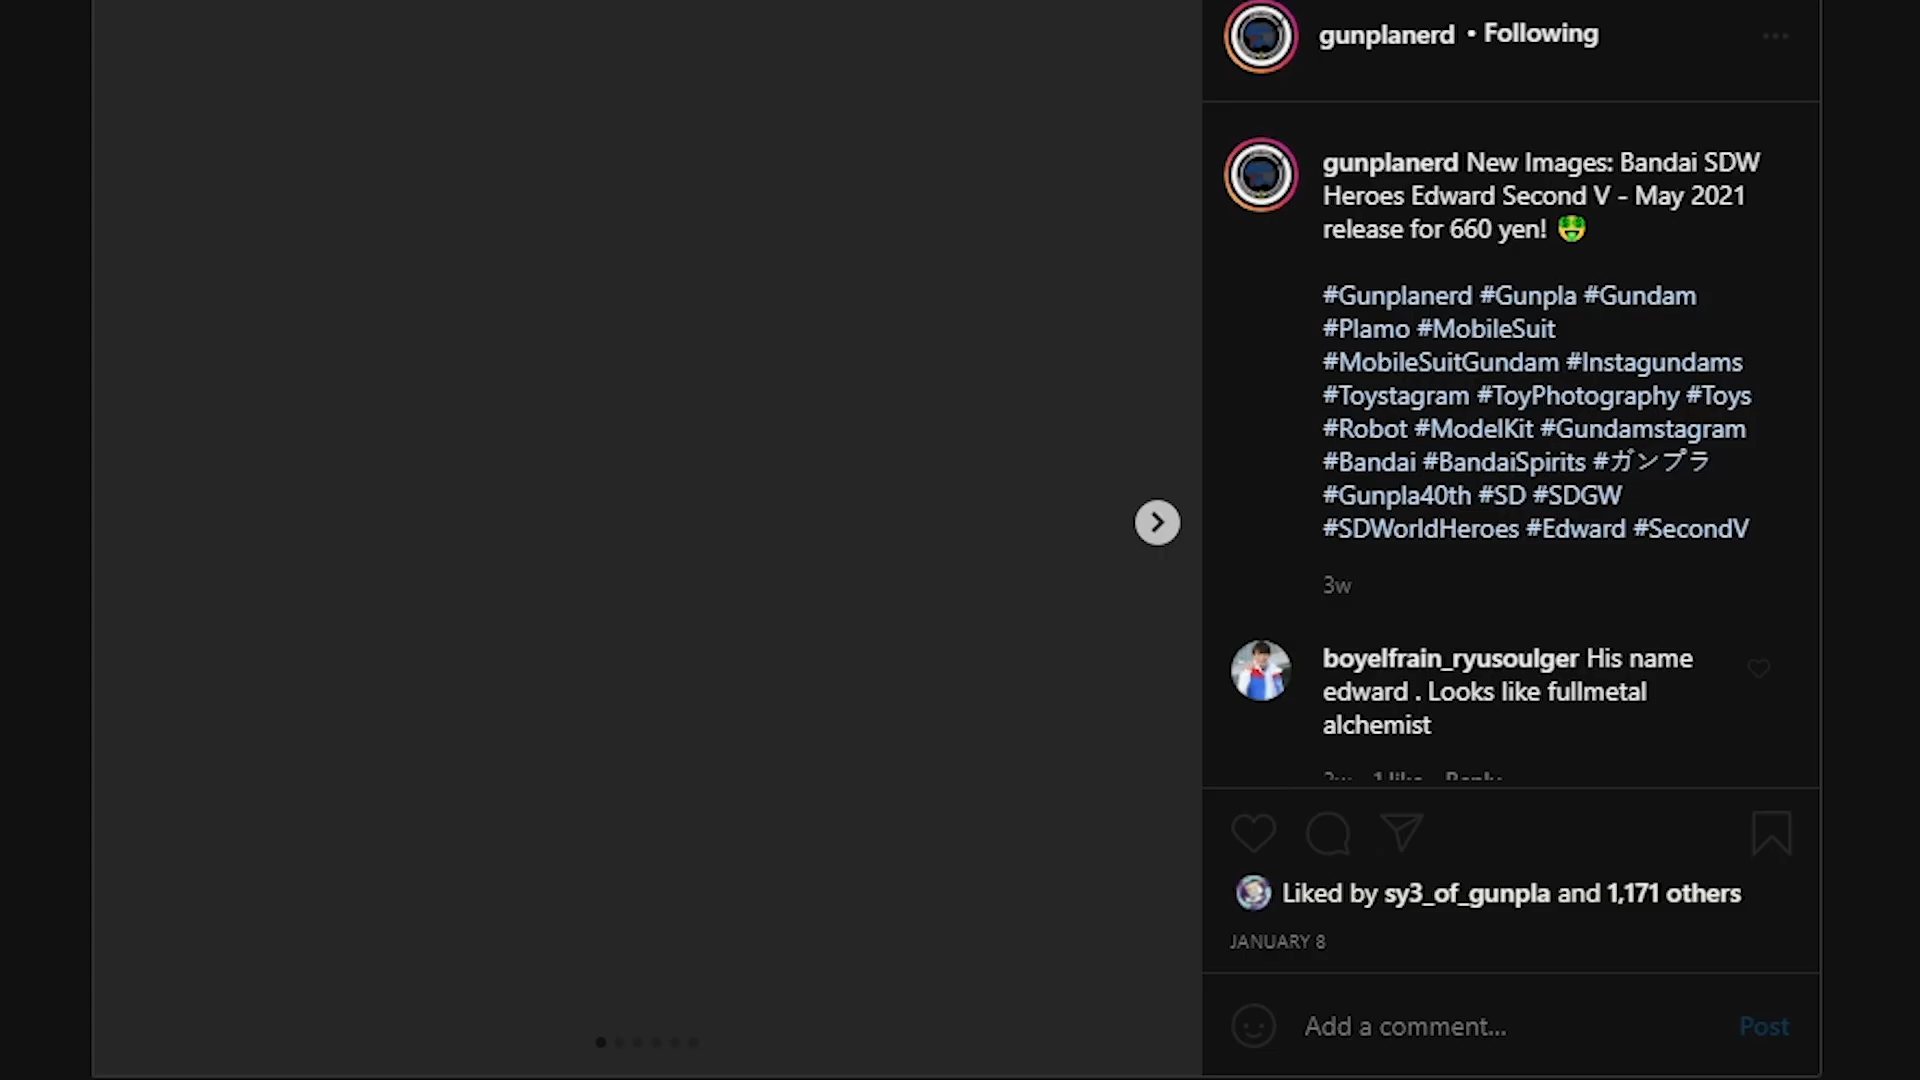 gunplanerd • Following
gunplanerd New Images: Bandai SDW
Heroes Edward Second V - May 2021
release for 660 yen! 🤑
#Gunplanerd #Gunpla #Gundam
#Plamo #MobileSuit
#MobileSuitGundam #Instagundams
#Toystagram #ToyPhotography #Toys
#Robot #ModelKit #Gundamstagram
#Bandai #BandaiSpirits #ガンプラ
#Gunpla40th #SD #SDGW
#SDWorldHeroes #Edward #SecondV
3w
boyelfrain_ryusoulger His name
edward . Looks like fullmetal
alchemist
1 like Reply
Liked by sy3_of_gunpla and 1,171 others
JANUARY 8
Add a comment... Post